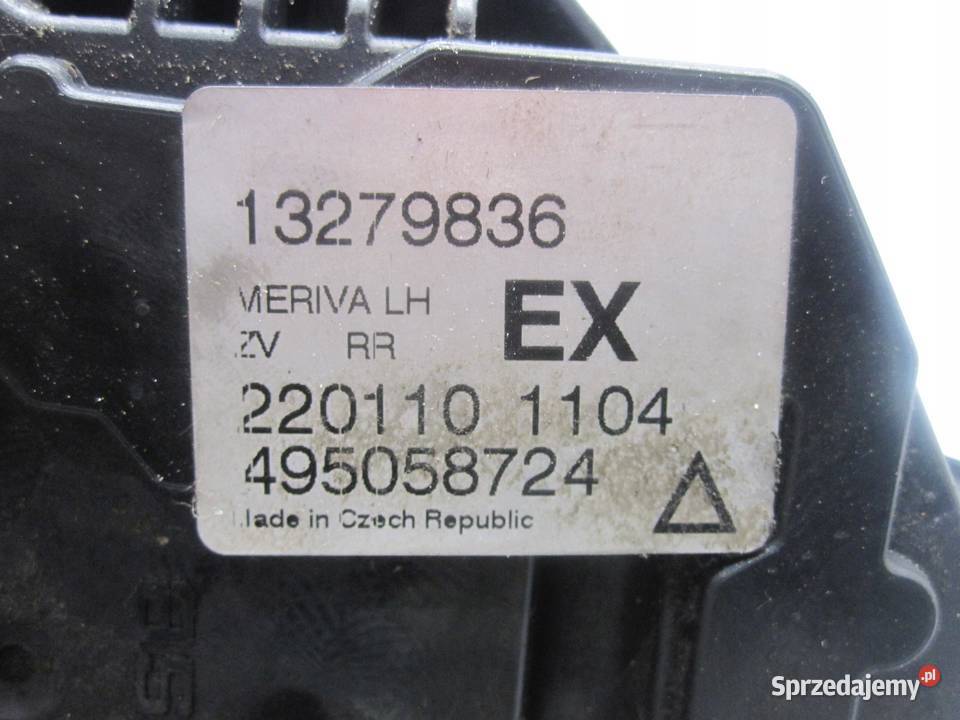 13279836
MERIVA LH
ZV RR
EX
220110 1104
495058724
Made in Czech Republic
Sprzedajemy.pl